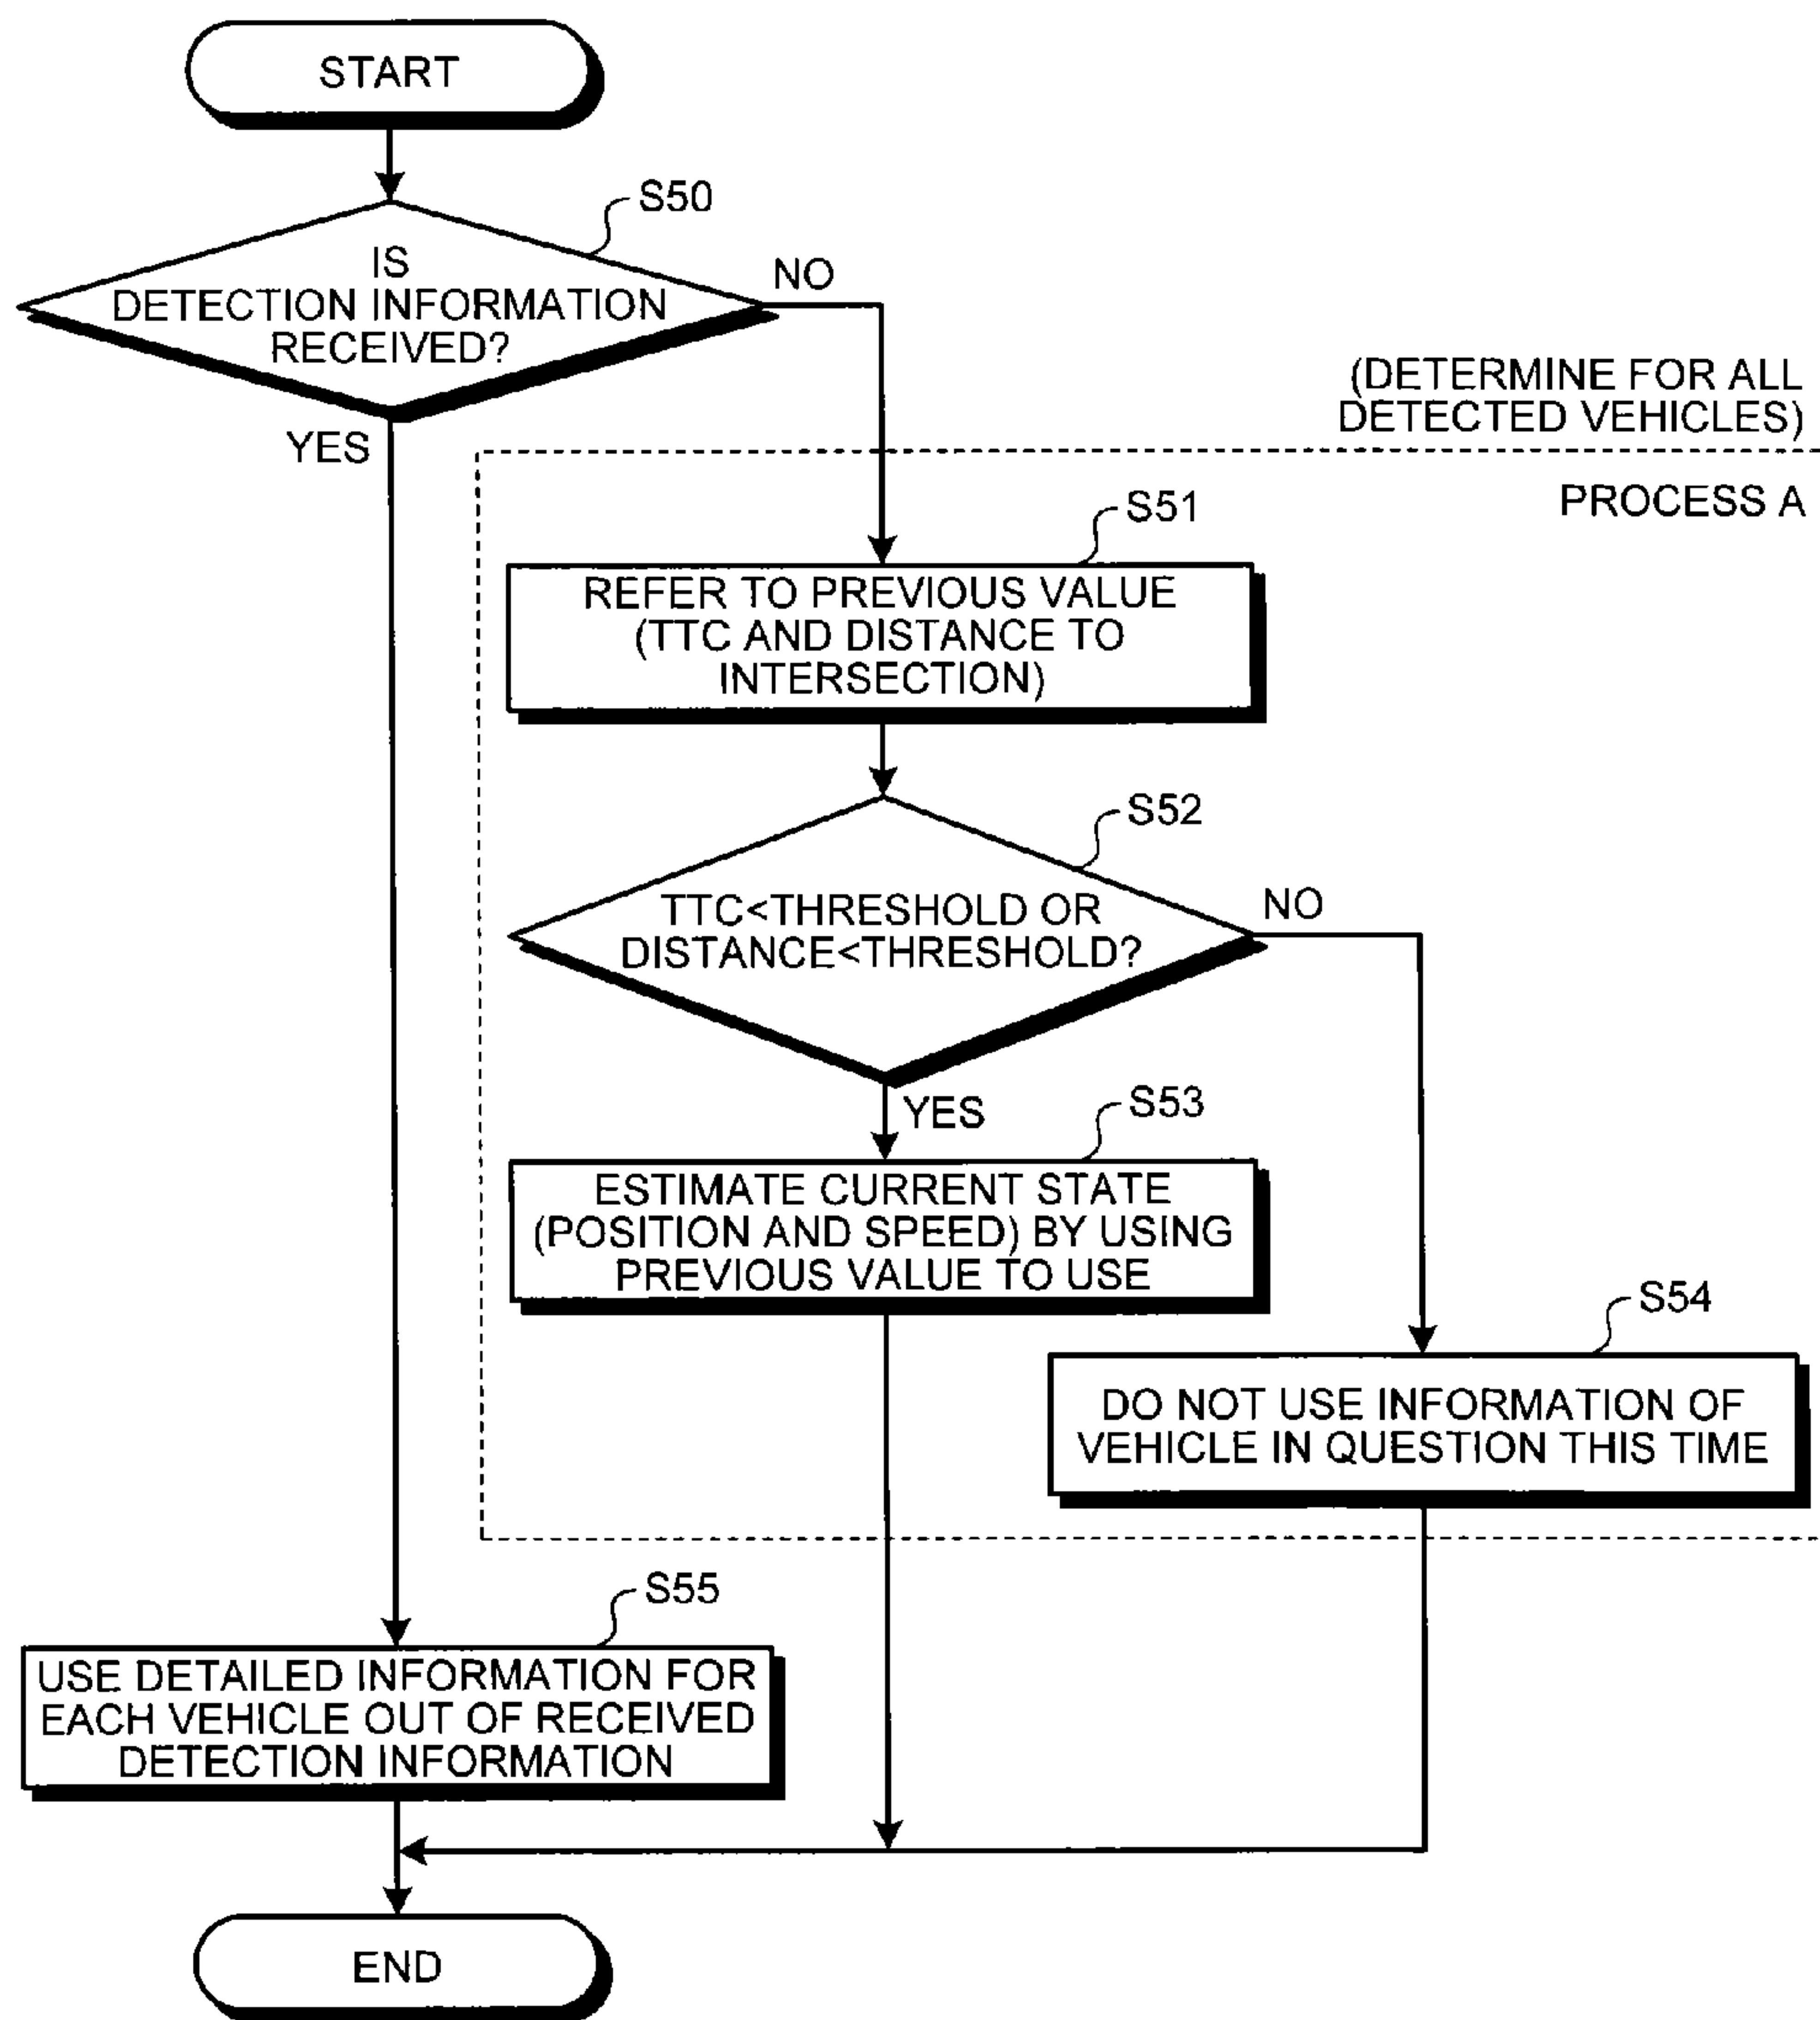 START
S50
IS
DETECTION INFORMATION
RECEIVED?
NO
YES
(DETERMINE FOR ALL
DETECTED VEHICLES)
PROCESS A
S51
REFER TO PREVIOUS VALUE
(TTC AND DISTANCE TO
INTERSECTION)
S52
TTC<THRESHOLD OR
DISTANCE<THRESHOLD?
NO
YES
S53
ESTIMATE CURRENT STATE
(POSITION AND SPEED) BY USING
PREVIOUS VALUE TO USE
S54
DO NOT USE INFORMATION OF
VEHICLE IN QUESTION THIS TIME
S55
USE DETAILED INFORMATION FOR
EACH VEHICLE OUT OF RECEIVED
DETECTION INFORMATION
END